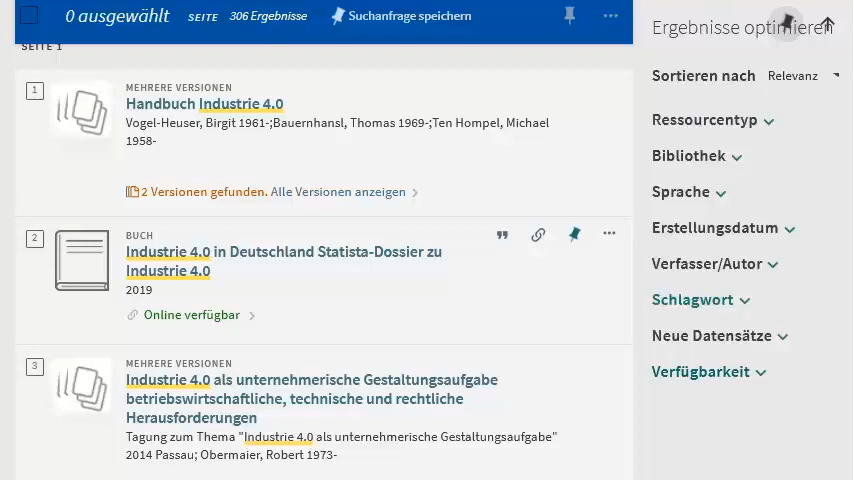 0 ausgewählt SEITE 306 Ergebnisse Suchanfrage speichern
SEITE 1
1
MEHRERE VERSIONEN
Handbuch Industrie 4.0
Vogel-Heuser, Birgit 1961-;Bauernhansl, Thomas 1969-;Ten Hompel, Michael
1958-
2 Versionen gefunden. Alle Versionen anzeigen
2
BUCH
Industrie 4.0 in Deutschland Statista-Dossier zu
Industrie 4.0
2019
Online verfügbar
3
MEHRERE VERSIONEN
Industrie 4.0 als unternehmerische Gestaltungsaufgabe
betriebswirtschaftliche, technische und rechtliche
Herausforderungen
Tagung zum Thema "Industrie 4.0 als unternehmerische Gestaltungsaufgabe"
2014 Passau; Obermaier, Robert 1973-
Ergebnisse optimieren
Sortieren nach Relevanz
Ressourcentyp
Bibliothek
Sprache
Erstellungsdatum
Verfasser/Autor
Schlagwort
Neue Datensätze
Verfügbarkeit